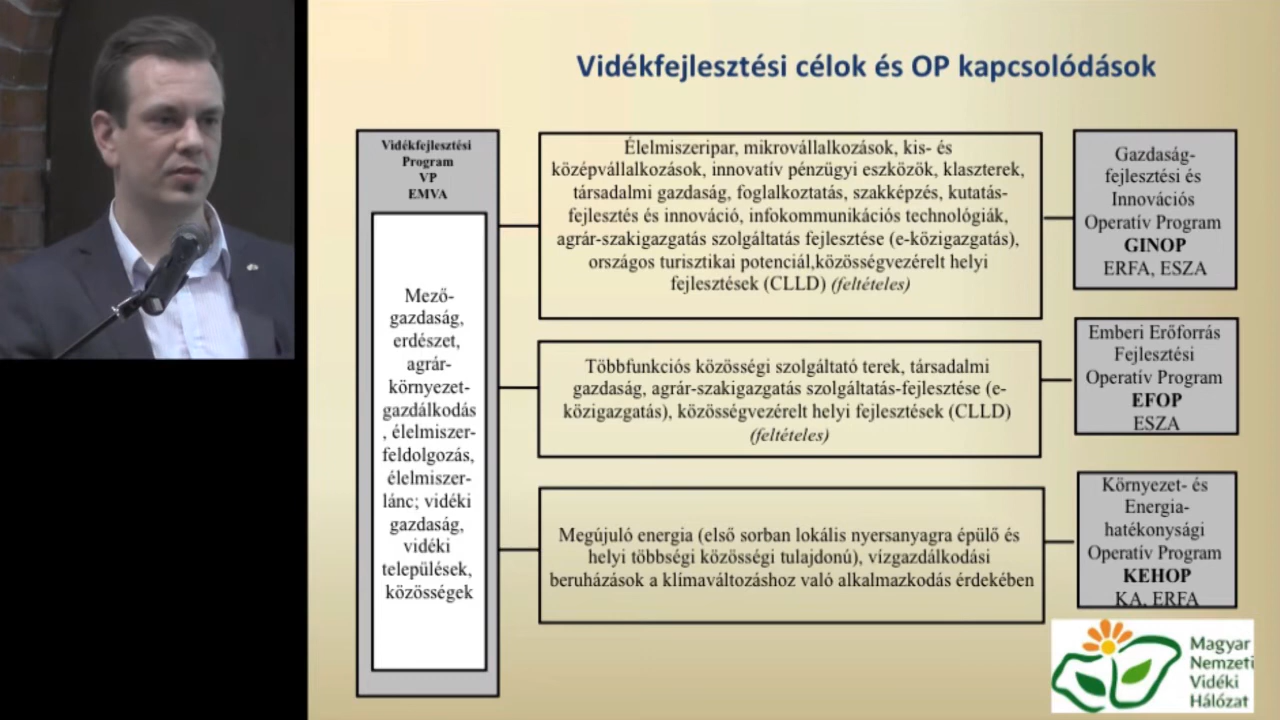 Vidékfejlesztési célok és OP kapcsolódások
Vidékfejlesztési
Program
VP
EMVA
Mező-
gazdaság,
erdészet,
agrár-
környezet-
gazdálkodás
, élelmiszer-
feldolgozás,
élelmiszer-
lánc; vidéki
gazdaság,
vidéki
települések,
közösségek
Élelmiszeripar, mikrovállalkozások, kis- és
középvállalkozások, innovatív pénzügyi eszközök, klaszterek,
társadalmi gazdaság, foglalkoztatás, szakképzés, kutatás-
fejlesztés és innováció, infokommunikációs technológiák,
agrár-szakigazgatás szolgáltatás fejlesztése (e-közigazgatás),
országos turisztikai potenciál,közösségvezérelt helyi
fejlesztések (CLLD) (feltételes)
Gazdaság-
fejlesztési és
Innovációs
Operatív Program
GINOP
ERFA, ESZA
Többfunkciós közösségi szolgáltató terek, társadalmi
gazdaság, agrár-szakigazgatás szolgáltatás-fejlesztése (e-
közigazgatás), közösségvezérelt helyi fejlesztések (CLLD)
(feltételes)
Emberi Erőforrás
Fejlesztési
Operatív Program
EFOP
ESZA
Megújuló energia (első sorban lokális nyersanyagra épülő és
helyi többségi közösségi tulajdonú), vízgazdálkodási
beruházások a klímaváltozáshoz való alkalmazkodás érdekében
Környezet- és
Energia-
hatékonysági
Operatív Program
KEHOP
KA, ERFA
Magyar
Nemzeti
Vidéki
Hálózat